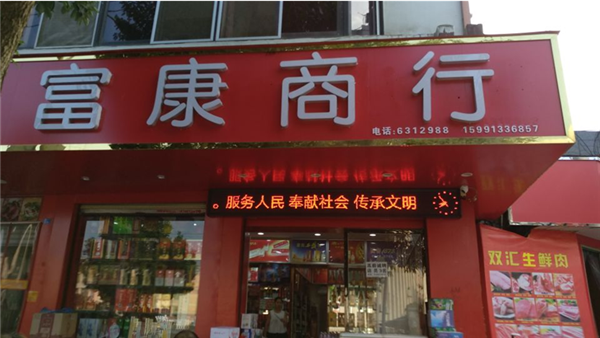 富康商行
电话:6312988 15991336857
。服务人民 奉献社会 传承文明
双汇生鲜肉